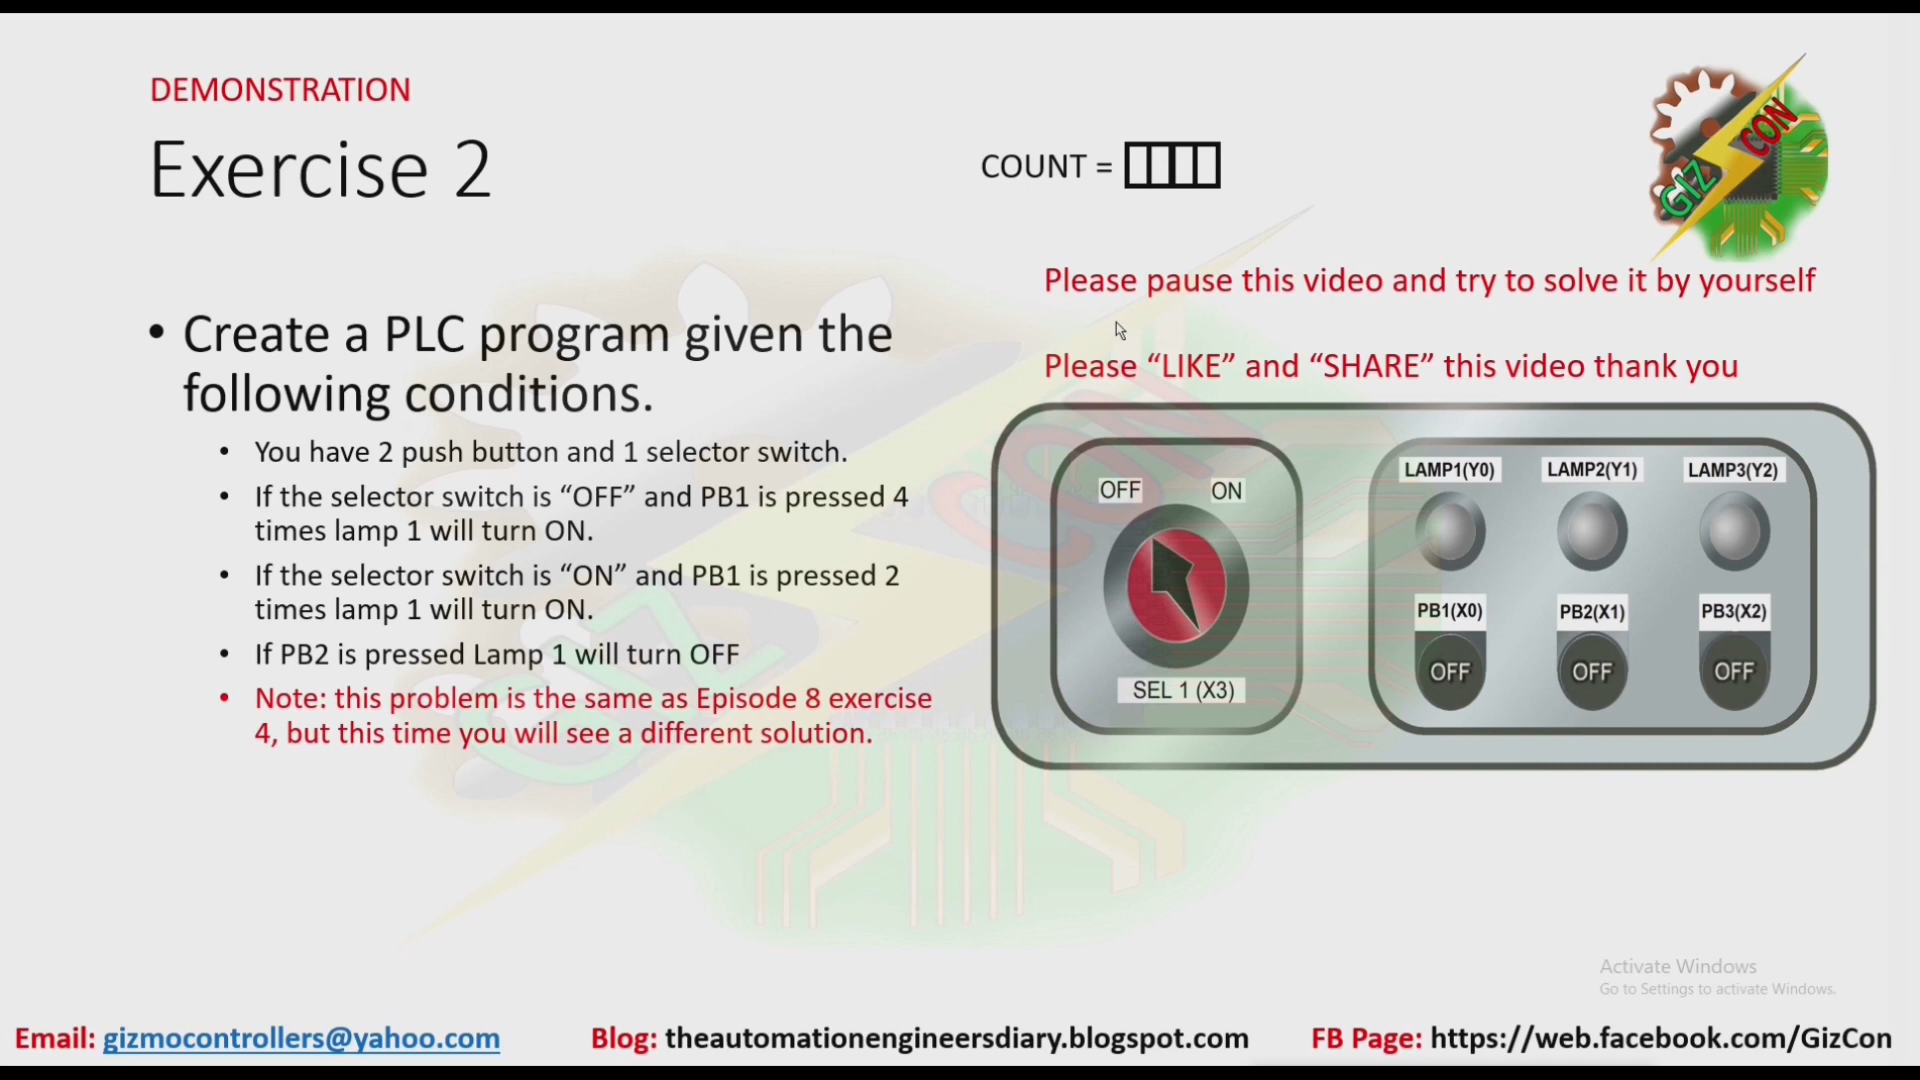 DEMONSTRATION
Exercise 2
COUNT =
GIZ CON
Please pause this video and try to solve it by yourself
Please “LIKE” and “SHARE” this video thank you
• Create a PLC program given the
following conditions.
• You have 2 push button and 1 selector switch.
• If the selector switch is “OFF” and PB1 is pressed 4
times lamp 1 will turn ON.
• If the selector switch is “ON” and PB1 is pressed 2
times lamp 1 will turn ON.
• If PB2 is pressed Lamp 1 will turn OFF
• Note: this problem is the same as Episode 8 exercise
4, but this time you will see a different solution.
OFF ON
SEL 1 (X3)
LAMP1(Y0) LAMP2(Y1) LAMP3(Y2)
PB1(X0) PB2(X1) PB3(X2)
OFF OFF OFF
GIZ CON
Activate Windows
Go to Settings to activate Windows.
Email: gizmocontrollers@yahoo.com Blog: theautomationengineersdiary.blogspot.com FB Page: https://web.facebook.com/GizCon